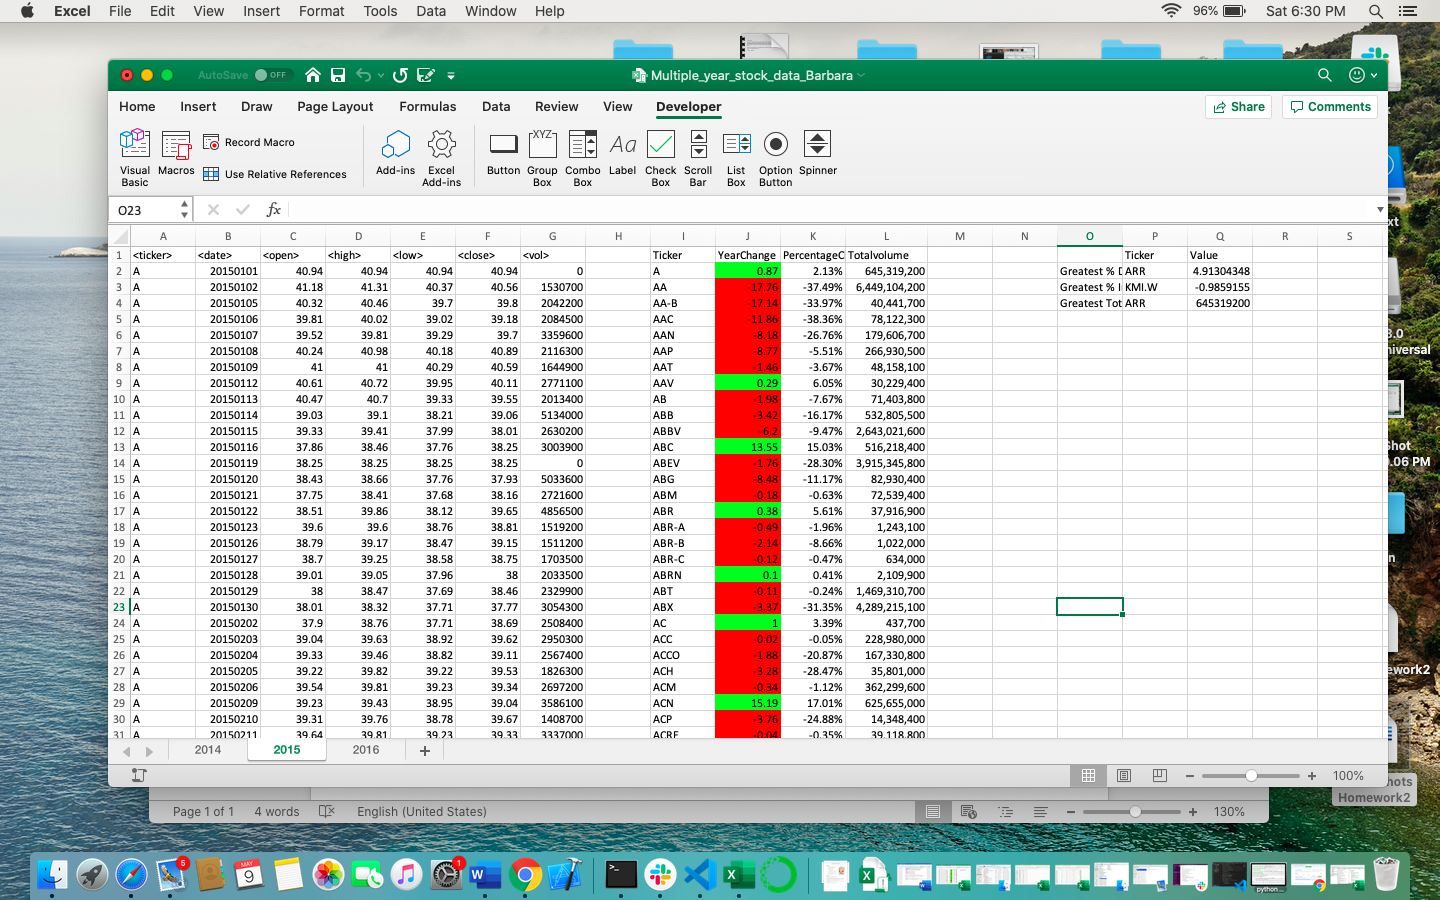 Excel File Edit View Insert Format Tools Data Window Help 96% Sat 6:30 PM
AutoSave OFF Multiple_year_stock_data_Barbara
Home Insert Draw Page Layout Formulas Data Review View Developer Share Comments
Visual Basic Macros Record Macro Use Relative References Add-ins Excel Add-ins Button Group Box Combo Box Label Check Box Scroll Bar List Box Option Button Spinner
O23 fx
A B C D E F G H I J K L M N O P Q R S
1 <ticker> <date> <open> <high> <low> <close> <vol> Ticker YearChange PercentageC Totalvolume Ticker Value
2 A 20150101 40.94 40.94 40.94 40.94 0 A 0.87 2.13% 645,319,200 Greatest % I ARR 4.91304348
3 A 20150102 41.18 41.31 40.37 40.56 1530700 AA -17.76 -37.49% 6,449,104,200 Greatest % I KMI.W -0.9859155
4 A 20150105 40.32 40.46 39.7 39.8 2042200 AA-B -17.14 -33.97% 40,441,700 Greatest Tot ARR 645319200
5 A 20150106 39.81 40.02 39.02 39.18 2084500 AAC -11.86 -38.36% 78,122,300
6 A 20150107 39.52 39.81 39.29 39.7 3359600 AAN -8.18 -26.76% 179,606,700
7 A 20150108 40.24 40.98 40.18 40.89 2116300 AAP -8.77 -5.51% 266,930,500
8 A 20150109 41 41 40.29 40.59 1644900 AAT -1.46 -3.67% 48,158,100
9 A 20150112 40.61 40.72 39.95 40.11 2771100 AAV 0.29 6.05% 30,229,400
10 A 20150113 40.47 40.7 39.33 39.55 2013400 AB -1.98 -7.67% 71,403,800
11 A 20150114 39.03 39.1 38.21 39.06 5134000 ABB -3.42 -16.17% 532,805,500
12 A 20150115 39.33 39.41 37.99 38.01 2630200 ABBV -6.2 -9.47% 2,643,021,600
13 A 20150116 37.86 38.46 37.76 38.25 3003900 ABC 13.55 15.03% 516,218,400
14 A 20150119 38.25 38.25 38.25 38.25 0 ABEV -1.76 -28.30% 3,915,345,800
15 A 20150120 38.43 38.66 37.76 37.93 5033600 ABG -8.48 -11.17% 82,930,400
16 A 20150121 37.75 38.41 37.68 38.16 2721600 ABM -0.18 -0.63% 72,539,400
17 A 20150122 38.51 39.86 38.12 39.65 4856500 ABR 0.38 5.61% 37,916,900
18 A 20150123 39.6 39.6 38.76 38.81 1519200 ABR-A -0.49 -1.96% 1,243,100
19 A 20150126 38.79 39.17 38.47 39.15 1511200 ABR-B -2.14 -8.66% 1,022,000
20 A 20150127 38.7 39.25 38.58 38.75 1703500 ABR-C -0.12 -0.47% 634,000
21 A 20150128 39.01 39.05 37.96 38 2033500 ABRN 0.1 0.41% 2,109,900
22 A 20150129 38 38.47 37.69 38.46 2329900 ABT -0.11 -0.24% 1,469,310,700
23 A 20150130 38.01 38.32 37.71 37.77 3054300 ABX -3.37 -31.35% 4,289,215,100
24 A 20150202 37.9 38.76 37.71 38.69 2508400 AC 1 3.39% 437,700
25 A 20150203 39.04 39.63 38.92 39.62 2950300 ACC -0.02 -0.05% 228,980,000
26 A 20150204 39.33 39.46 38.82 39.11 2567400 ACCO -1.88 -20.87% 167,330,800
27 A 20150205 39.22 39.82 39.22 39.53 1826300 ACH -3.28 -28.47% 35,801,000
28 A 20150206 39.54 39.81 39.23 39.34 2697200 ACM -0.34 -1.12% 362,299,600
29 A 20150209 39.23 39.43 38.95 39.04 3586100 ACN 15.19 17.01% 625,655,000
30 A 20150210 39.31 39.76 38.78 39.67 1408700 ACP -3.76 -24.88% 14,348,400
31 A 20150211 39.64 39.81 39.23 39.33 3337000 ACRE -0.04 -0.35% 39,118,800
2014 2015 2016 +
100%
Page 1 of 1 4 words English (United States) 130%
xt
3.0
niversal
Shot
.06 PM
n
ework2
hots
Homework2
5 MAY 9 1 W X python